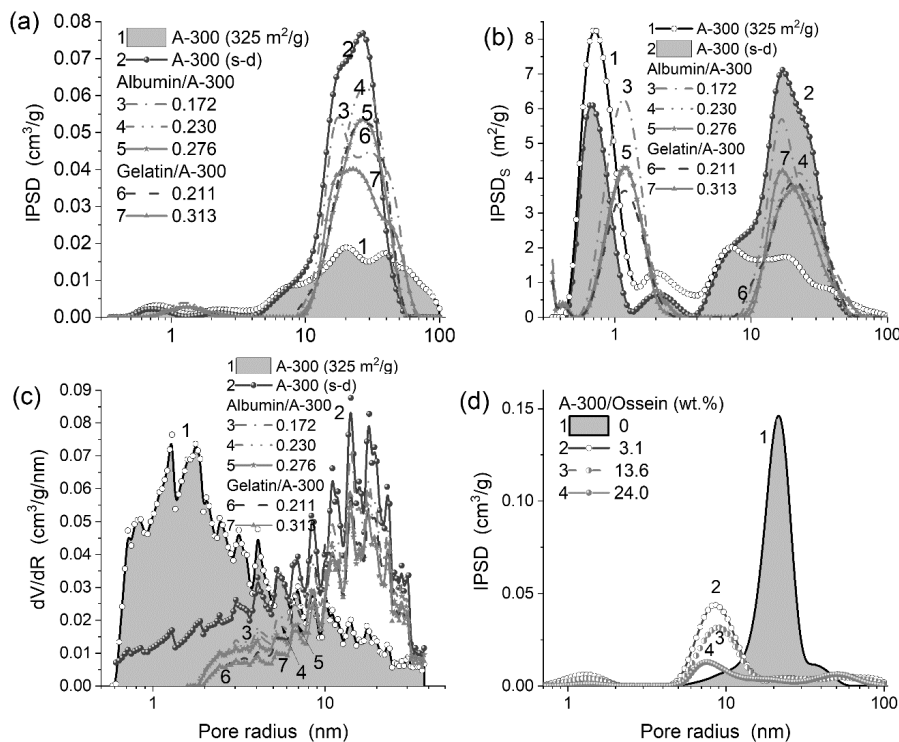 (a)
IPSD (cm³/g)
0.08
0.07
0.06
0.05
0.04
0.03
0.02
0.01
0.00
1 A-300 (325 m²/g)
2 A-300 (s-d)
Albumin/A-300
3 0.172
4 0.230
5 0.276
Gelatin/A-300
6 0.211
7 0.313
2
4
3
5
6
7
1
1 10 100
(b)
IPSDS (m²/g)
8
6
4
2
0
1 A-300 (325 m²/g)
2 A-300 (s-d)
Albumin/A-300
3 0.172
4 0.230
5 0.276
Gelatin/A-300
6 0.211
7 0.313
1
3
5
2
7
4
6
1 10 100
(c)
dV/dR (cm³/g/nm)
0.09
0.08
0.07
0.06
0.05
0.04
0.03
0.02
0.01
0.00
1 A-300 (325 m²/g)
2 A-300 (s-d)
Albumin/A-300
3 0.172
4 0.230
5 0.276
Gelatin/A-300
6 0.211
7 0.313
1
2
3
6
7
4
5
1 10
Pore radius (nm)
(d)
IPSD (cm³/g)
0.15
0.10
0.05
0.00
A-300/Ossein (wt.%)
1 0
2 3.1
3 13.6
4 24.0
1
2
3
4
1 10 100
Pore radius (nm)